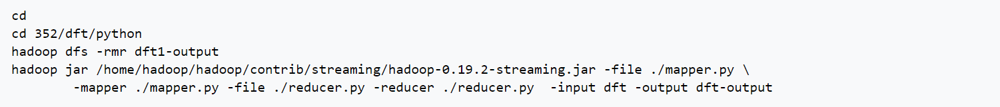 cd
cd 352/dft/python
hadoop dfs -rmr dft1-output
hadoop jar /home/hadoop/hadoop/contrib/streaming/hadoop-0.19.2-streaming.jar -file ./mapper.py \
        -mapper ./mapper.py -file ./reducer.py -reducer ./reducer.py  -input dft -output dft-output